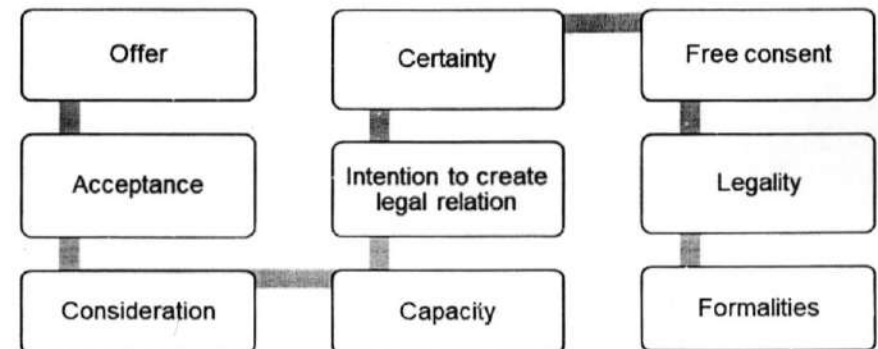 Offer
Acceptance
Consideration
Capacity
Intention to create
legal relation
Certainty
Free consent
Legality
Formalities